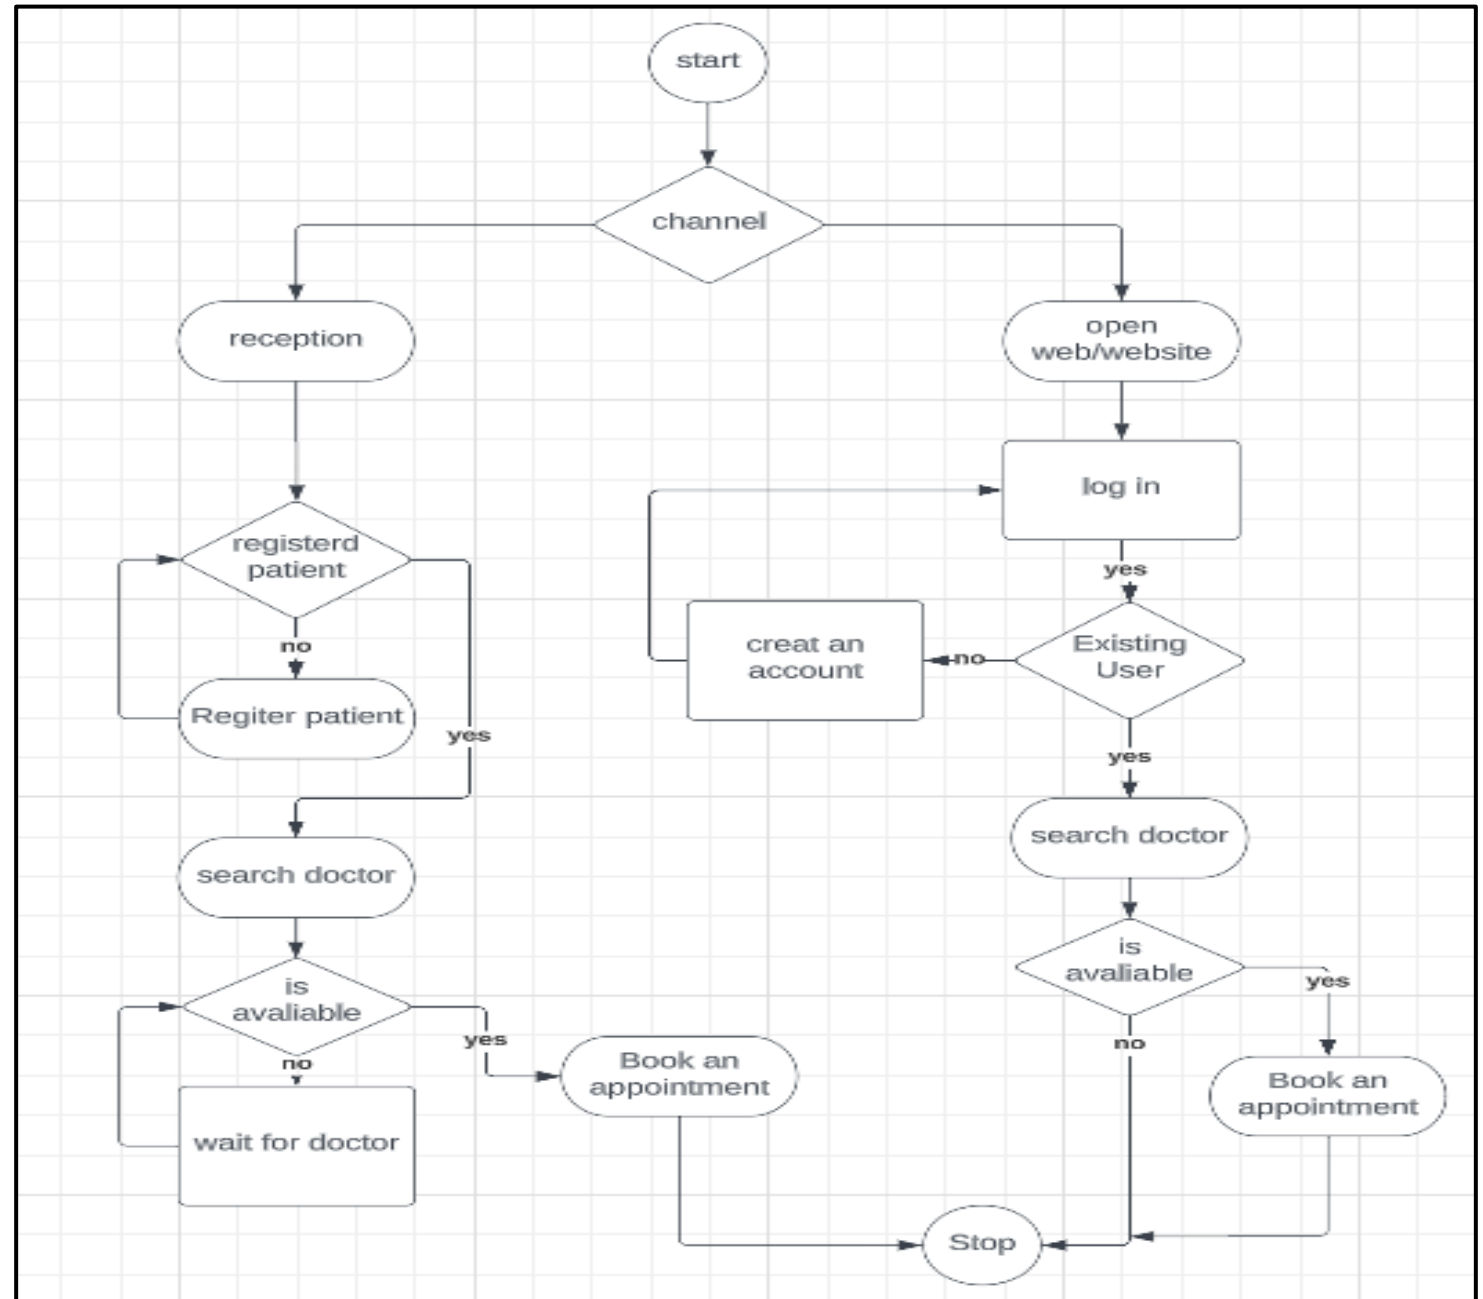 start
channel
reception
open
web/website
log in
yes
registerd
patient
no
Regiter patient
yes
creat an
account
no
Existing
User
yes
search doctor
search doctor
is
avaliable
no
yes
wait for doctor
Book an
appointment
is
avaliable
yes
no
Book an
appointment
Stop